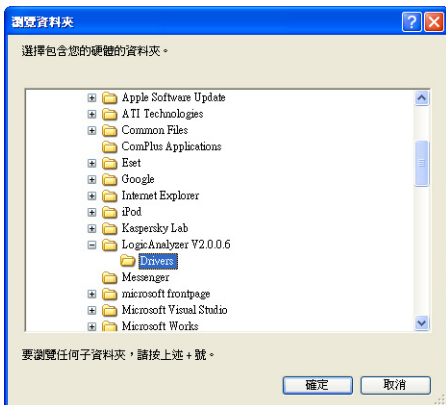 瀏覽資料夾
選擇包含您的硬體的資料夾。
Apple Software Update
ATI Technologies
Common Files
ComPlus Applications
Eset
Google
Internet Explorer
iPod
Kaspersky Lab
LogicAnalyzer V2.0.0.6
Drivers
Messenger
microsoft frontpage
Microsoft Visual Studio
Microsoft Works
要瀏覽任何子資料夾，請按上述 + 號。
確定 取消